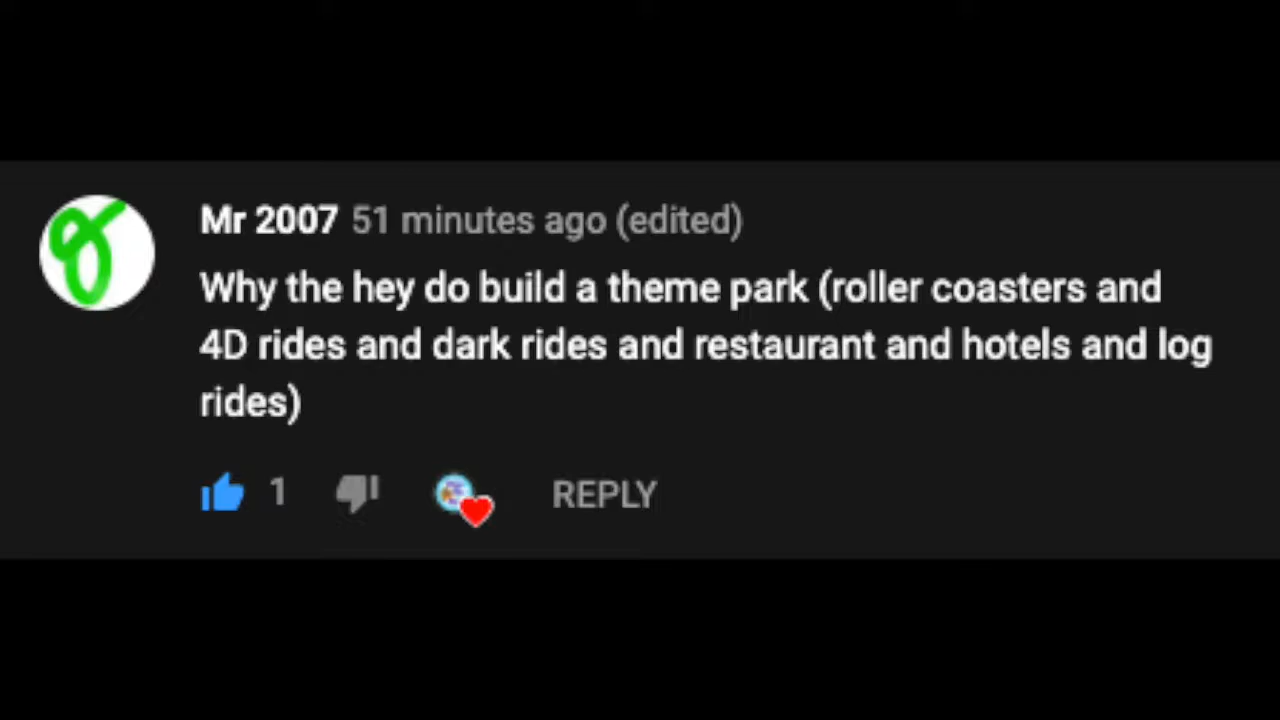 Mr 2007 51 minutes ago (edited)
Why the hey do build a theme park (roller coasters and
4D rides and dark rides and restaurant and hotels and log
rides)
1 REPLY